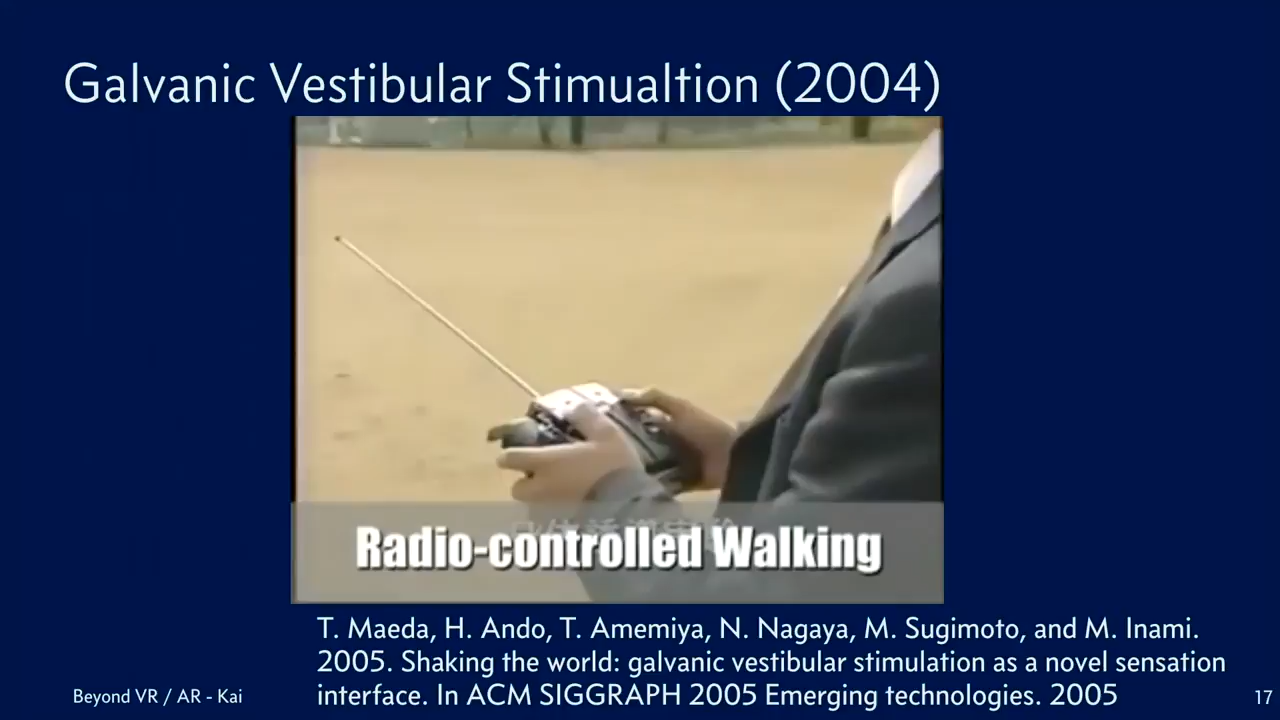 Galvanic Vestibular Stimualtion (2004)
Radio-controlled Walking
T. Maeda, H. Ando, T. Amemiya, N. Nagaya, M. Sugimoto, and M. Inami.
2005. Shaking the world: galvanic vestibular stimulation as a novel sensation
interface. In ACM SIGGRAPH 2005 Emerging technologies. 2005
Beyond VR / AR - Kai
17